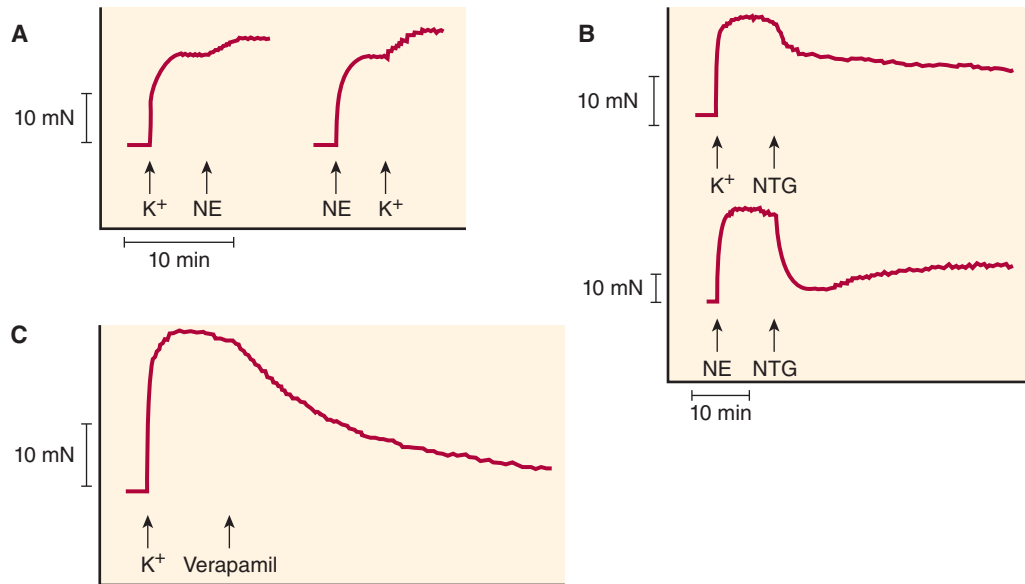 A
10 mN
K+ NE NE K+
10 min
B
10 mN
K+ NTG
10 mN
NE NTG
10 min
C
10 mN
K+ Verapamil